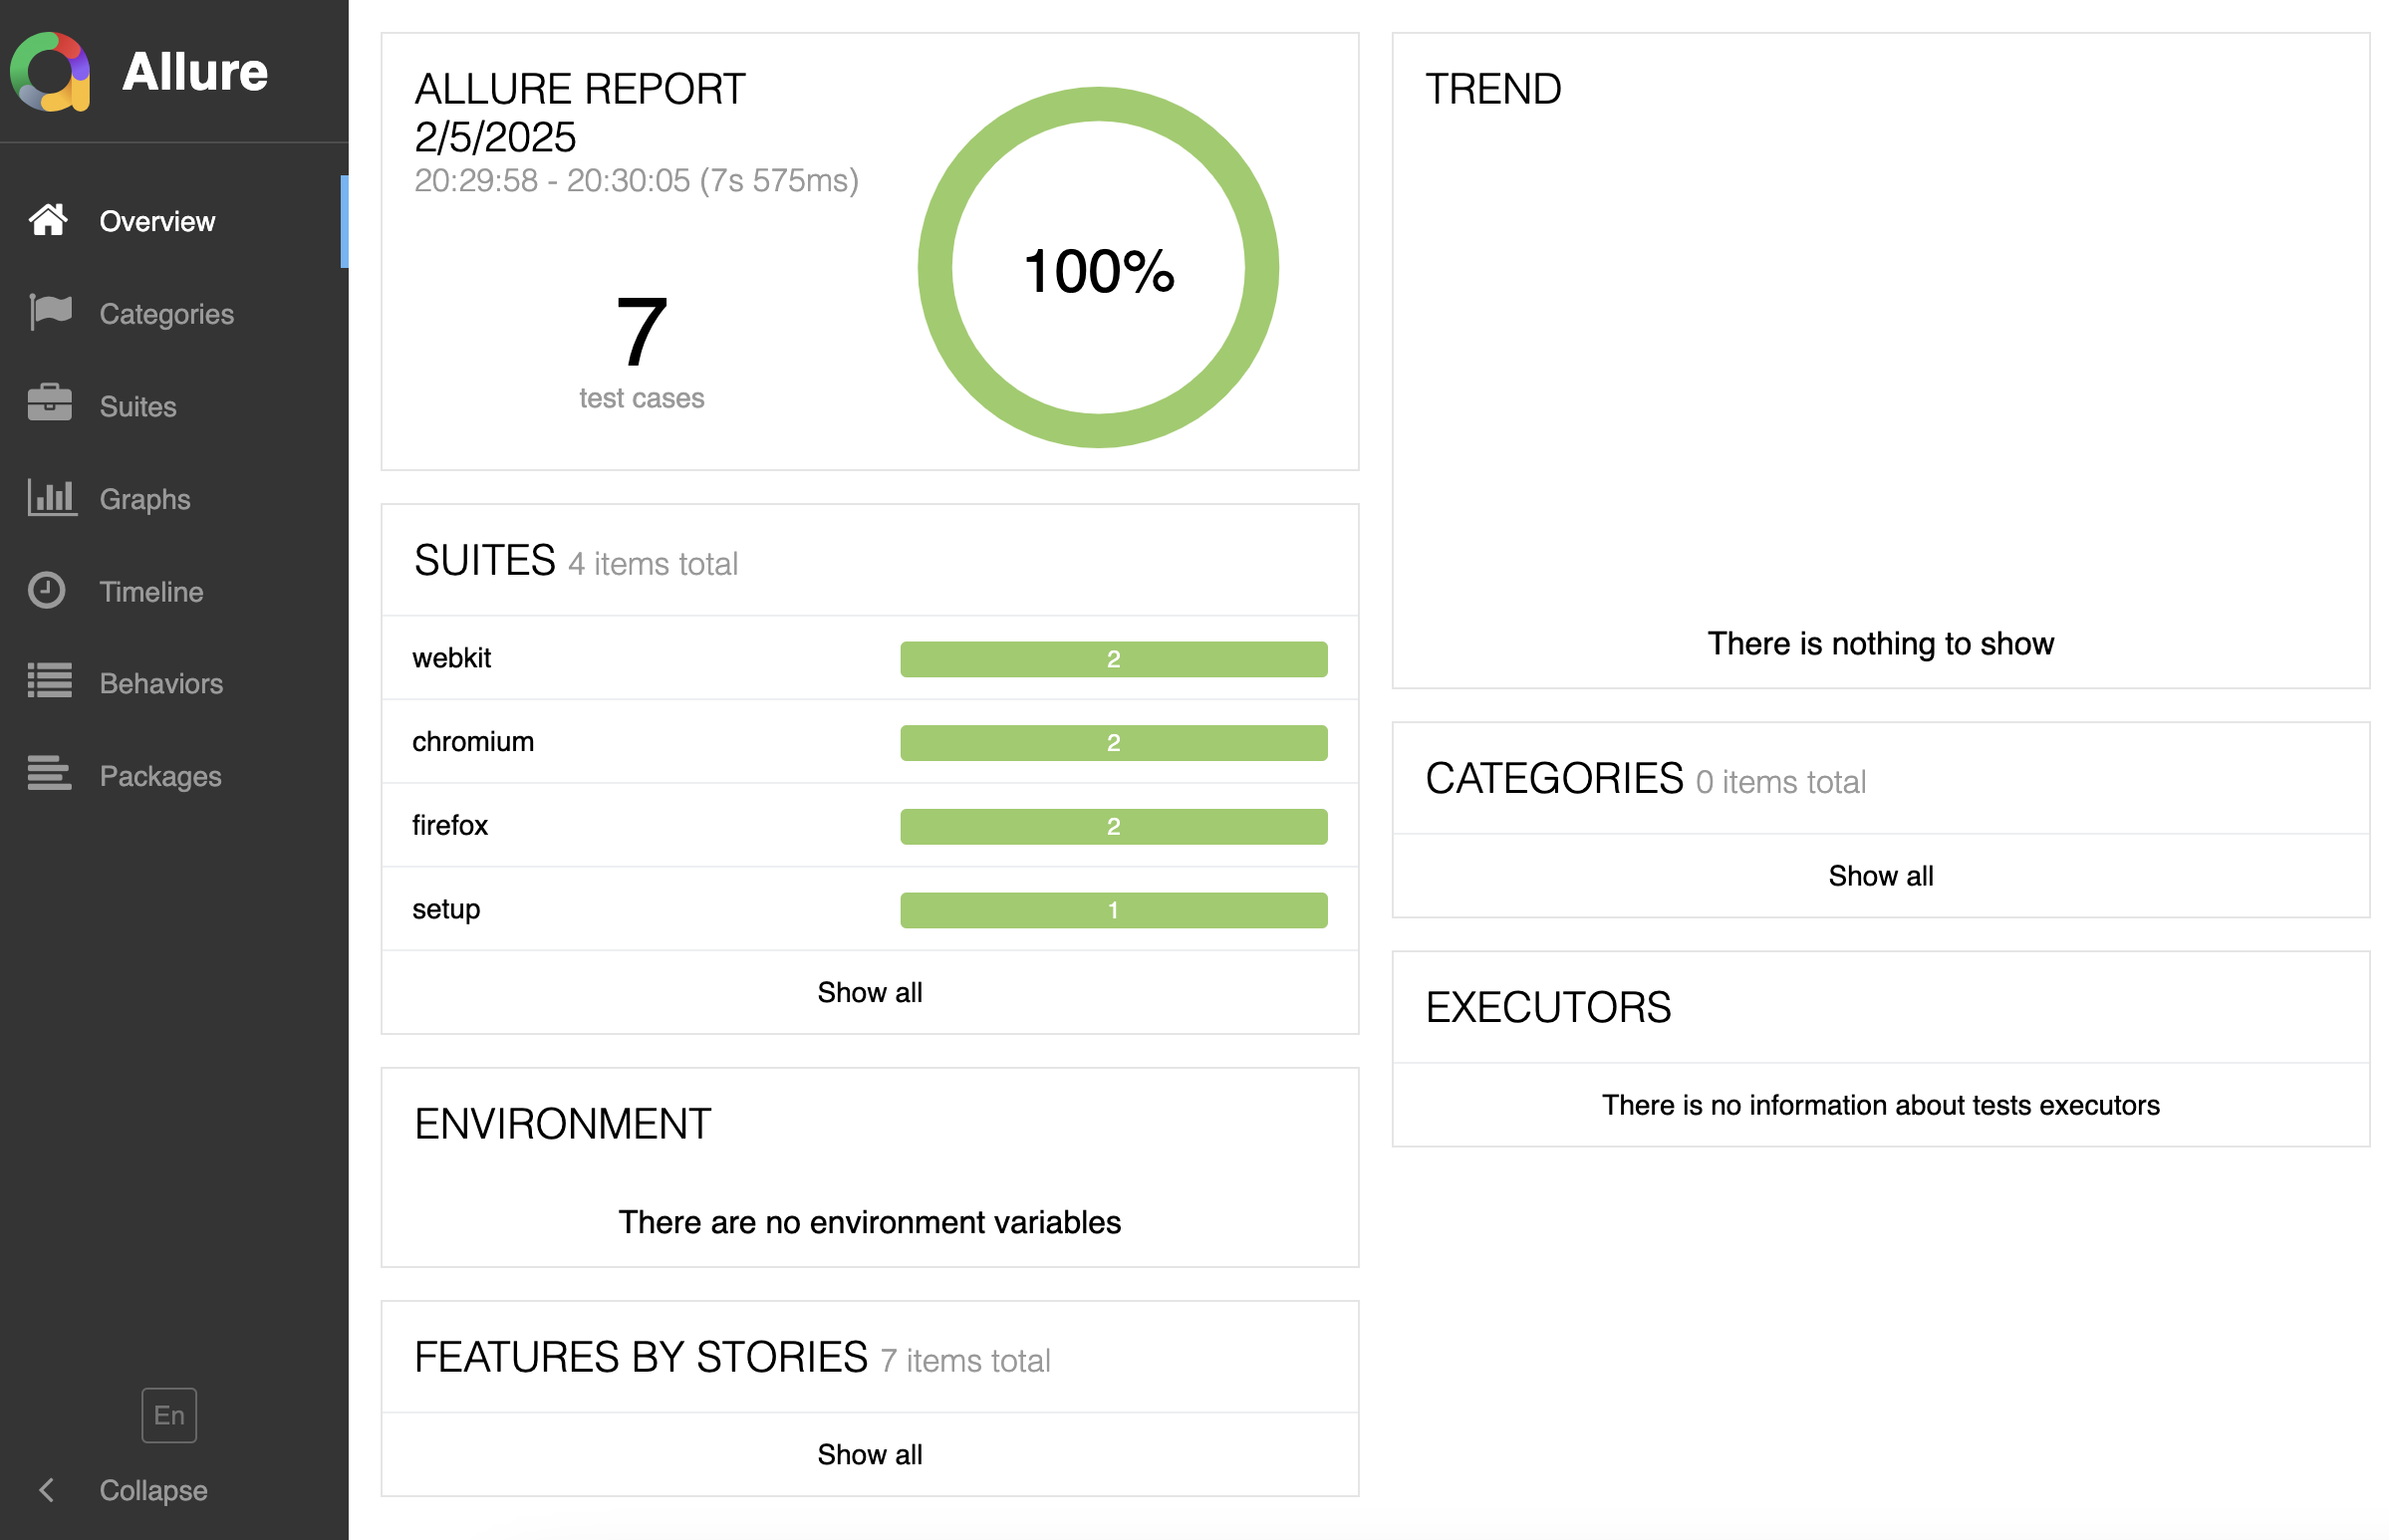 Allure
Overview
Categories
Suites
Graphs
Timeline
Behaviors
Packages
En
Collapse
ALLURE REPORT
2/5/2025
20:29:58 - 20:30:05 (7s 575ms)
7
test cases
100%
SUITES 4 items total
webkit 2
chromium 2
firefox 2
setup 1
Show all
ENVIRONMENT
There are no environment variables
FEATURES BY STORIES 7 items total
Show all
TREND
There is nothing to show
CATEGORIES 0 items total
Show all
EXECUTORS
There is no information about tests executors